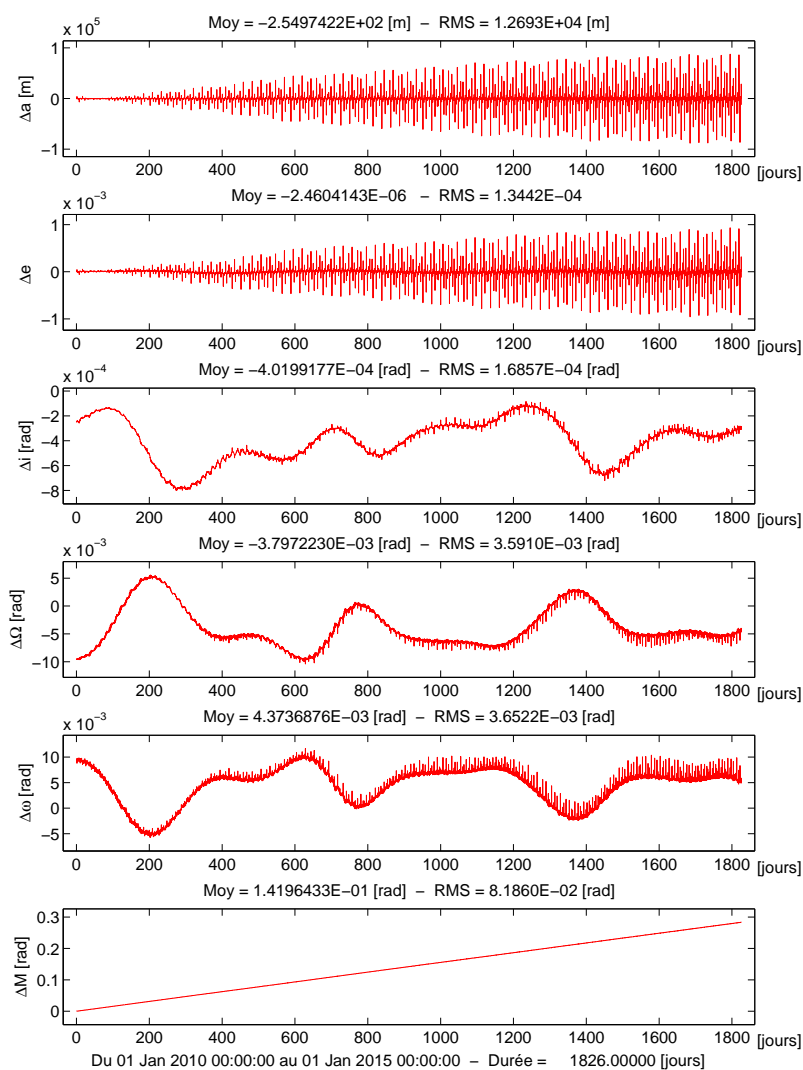 Moy = −2.5497422E+02 [m] − RMS = 1.2693E+04 [m]
x 10^5
1
0
−1
Δa [m]
0 200 400 600 800 1000 1200 1400 1600 1800 [jours]
Moy = −2.4604143E−06 − RMS = 1.3442E−04
x 10^−3
1
0
−1
Δe
0 200 400 600 800 1000 1200 1400 1600 1800 [jours]
Moy = −4.0199177E−04 [rad] − RMS = 1.6857E−04 [rad]
x 10^−4
0
−2
−4
−6
−8
Δi [rad]
0 200 400 600 800 1000 1200 1400 1600 1800 [jours]
Moy = −3.7972230E−03 [rad] − RMS = 3.5910E−03 [rad]
x 10^−3
5
0
−5
−10
ΔΩ [rad]
0 200 400 600 800 1000 1200 1400 1600 1800 [jours]
Moy = 4.3736876E−03 [rad] − RMS = 3.6522E−03 [rad]
x 10^−3
10
5
0
−5
Δω [rad]
0 200 400 600 800 1000 1200 1400 1600 1800 [jours]
Moy = 1.4196433E−01 [rad] − RMS = 8.1860E−02 [rad]
0.3
0.2
0.1
0
ΔM [rad]
0 200 400 600 800 1000 1200 1400 1600 1800 [jours]
Du 01 Jan 2010 00:00:00 au 01 Jan 2015 00:00:00 − Durée = 1826.00000 [jours]